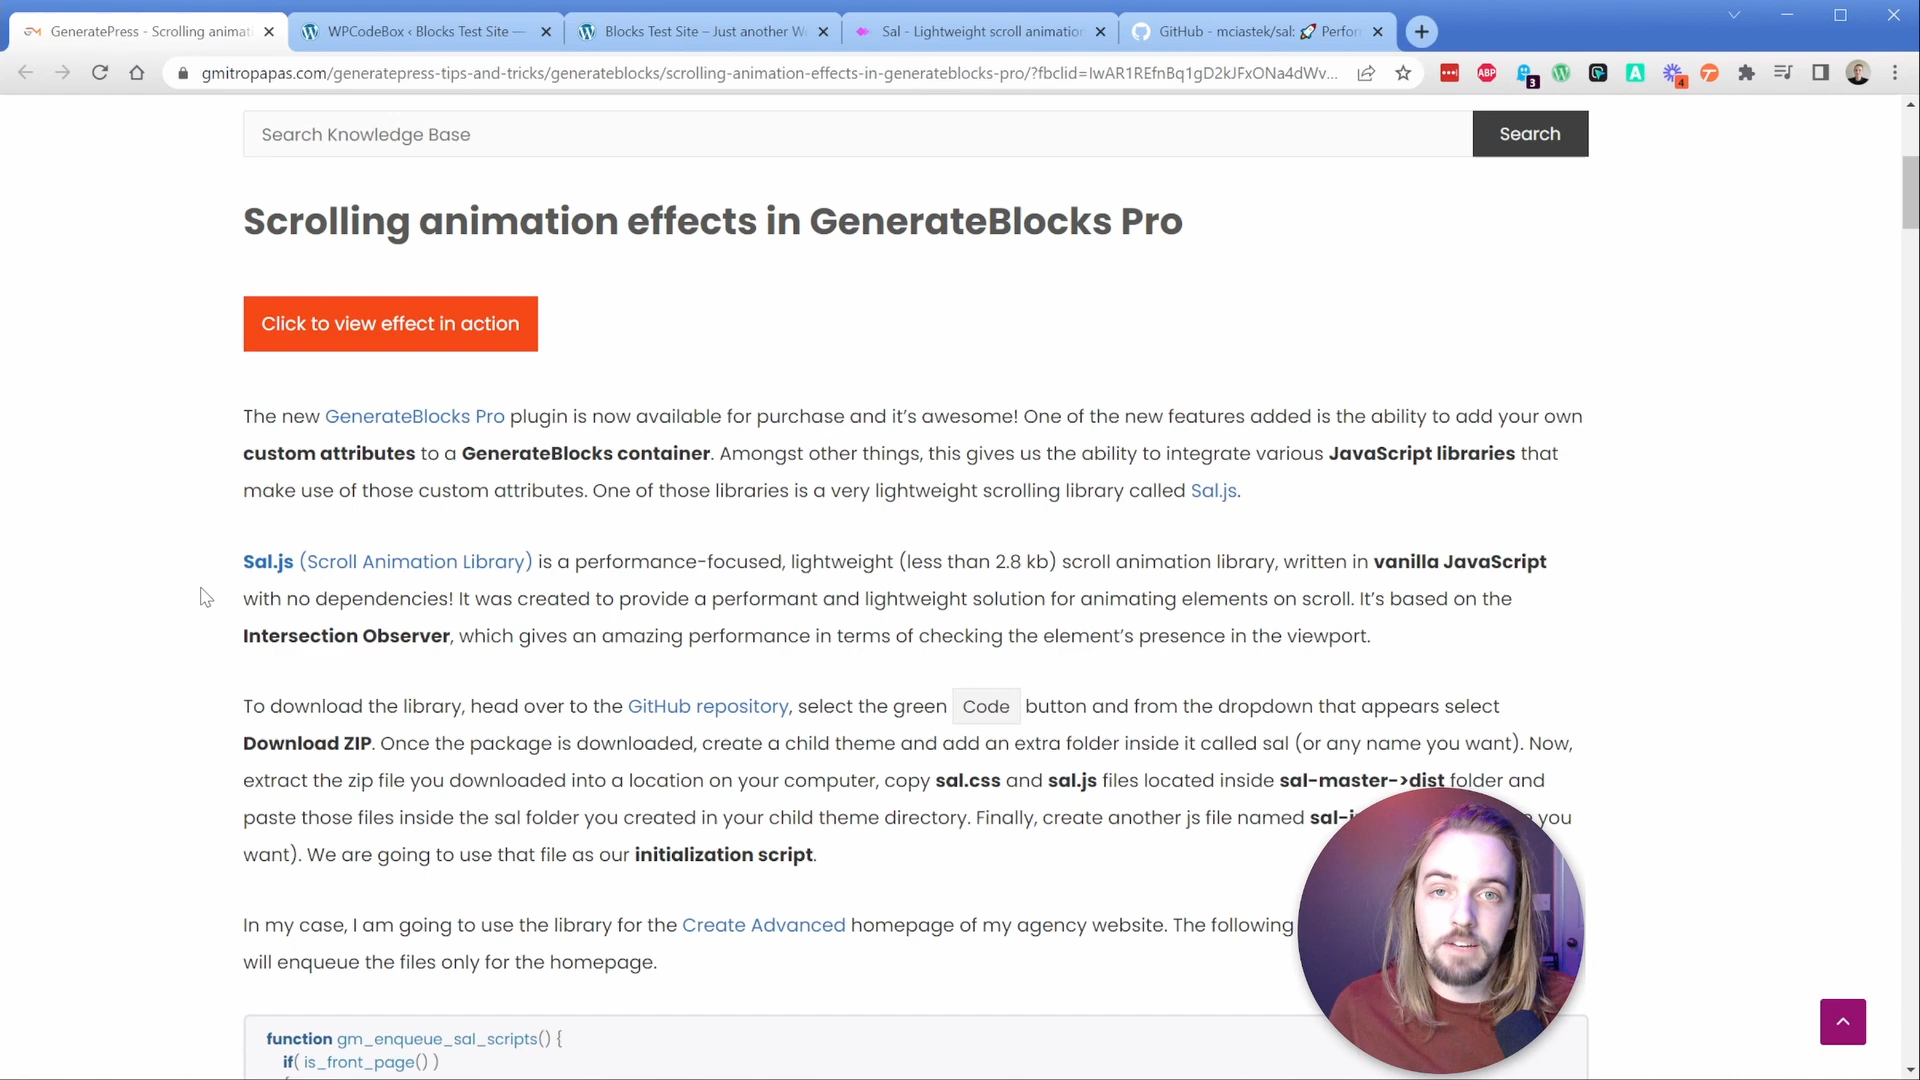 GeneratePress - Scrolling animat
WPCodeBox ‹ Blocks Test Site —
Blocks Test Site – Just another W
Sal - Lightweight scroll animation
GitHub - mciastek/sal: 🚀 Perfor
gmitropapas.com/generatepress-tips-and-tricks/generateblocks/scrolling-animation-effects-in-generateblocks-pro/?fbclid=IwAR1REfnBq1gD2kJFxONa4dWv...
ABP
3
4
Search Knowledge Base
Search
Scrolling animation effects in GenerateBlocks Pro
Click to view effect in action
The new GenerateBlocks Pro plugin is now available for purchase and it's awesome! One of the new features added is the ability to add your own
custom attributes to a GenerateBlocks container. Amongst other things, this gives us the ability to integrate various JavaScript libraries that
make use of those custom attributes. One of those libraries is a very lightweight scrolling library called Sal.js.
Sal.js (Scroll Animation Library) is a performance-focused, lightweight (less than 2.8 kb) scroll animation library, written in vanilla JavaScript
with no dependencies! It was created to provide a performant and lightweight solution for animating elements on scroll. It's based on the
Intersection Observer, which gives an amazing performance in terms of checking the element's presence in the viewport.
To download the library, head over to the GitHub repository, select the green Code button and from the dropdown that appears select
Download ZIP. Once the package is downloaded, create a child theme and add an extra folder inside it called sal (or any name you want). Now,
extract the zip file you downloaded into a location on your computer, copy sal.css and sal.js files located inside sal-master->dist folder and
paste those files inside the sal folder you created in your child theme directory. Finally, create another js file named you
want). We are going to use that file as our initialization script.
In my case, I am going to use the library for the Create Advanced homepage of my agency website. The following
will enqueue the files only for the homepage.
function gm_enqueue_sal_scripts() {
if( is_front_page() )